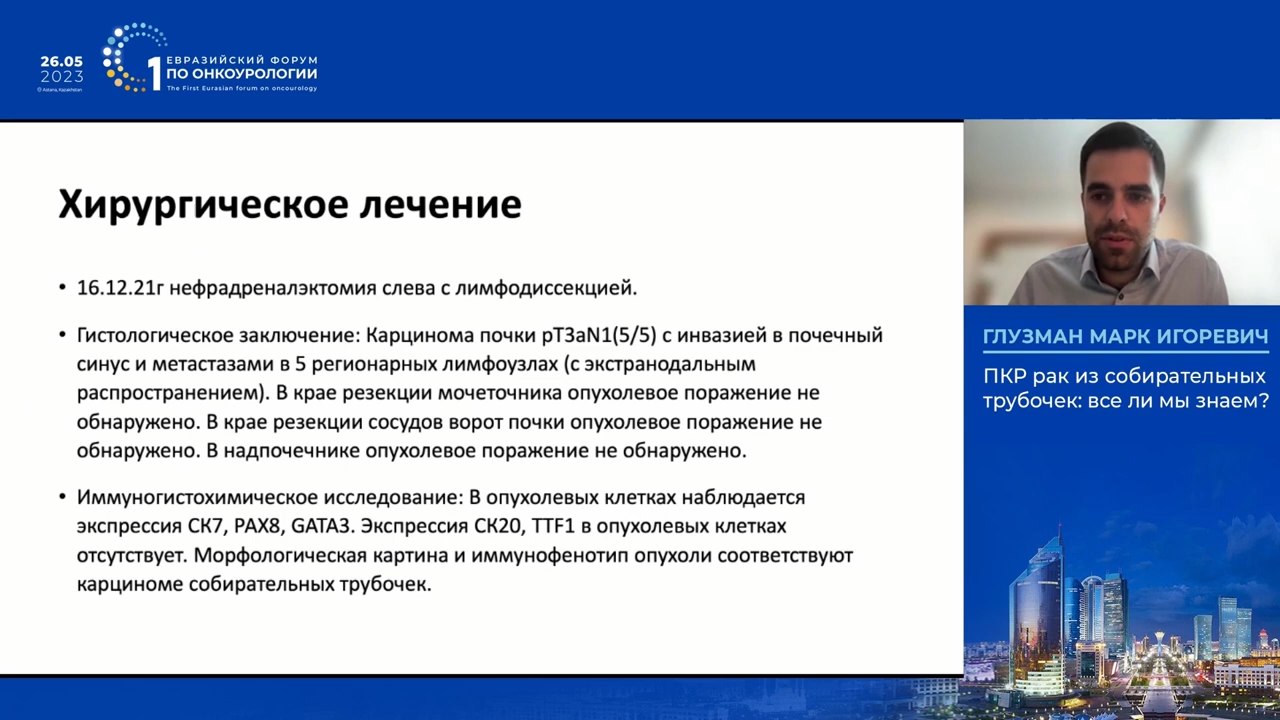 26.05
2023
Astana, Kazakhstan
1
ЕВРАЗИЙСКИЙ ФОРУМ
ПО ОНКОУРОЛОГИИ
The First Eurasian forum on oncourology
Хирургическое лечение
• 16.12.21г нефрадреналэктомия слева с лимфодиссекцией.
• Гистологическое заключение: Карцинома почки pT3aN1(5/5) с инвазией в почечный
синус и метастазами в 5 регионарных лимфоузлах (с экстранодальным
распространением). В крае резекции мочеточника опухолевое поражение не
обнаружено. В крае резекции сосудов ворот почки опухолевое поражение не
обнаружено. В надпочечнике опухолевое поражение не обнаружено.
• Иммуногистохимическое исследование: В опухолевых клетках наблюдается
экспрессия СК7, PAX8, GATA3. Экспрессия СК20, TTF1 в опухолевых клетках
отсутствует. Морфологическая картина и иммунофенотип опухоли соответствуют
карциноме собирательных трубочек.
ГЛУЗМАН МАРК ИГОРЕВИЧ
ПКР рак из собирательных
трубочек: все ли мы знаем?